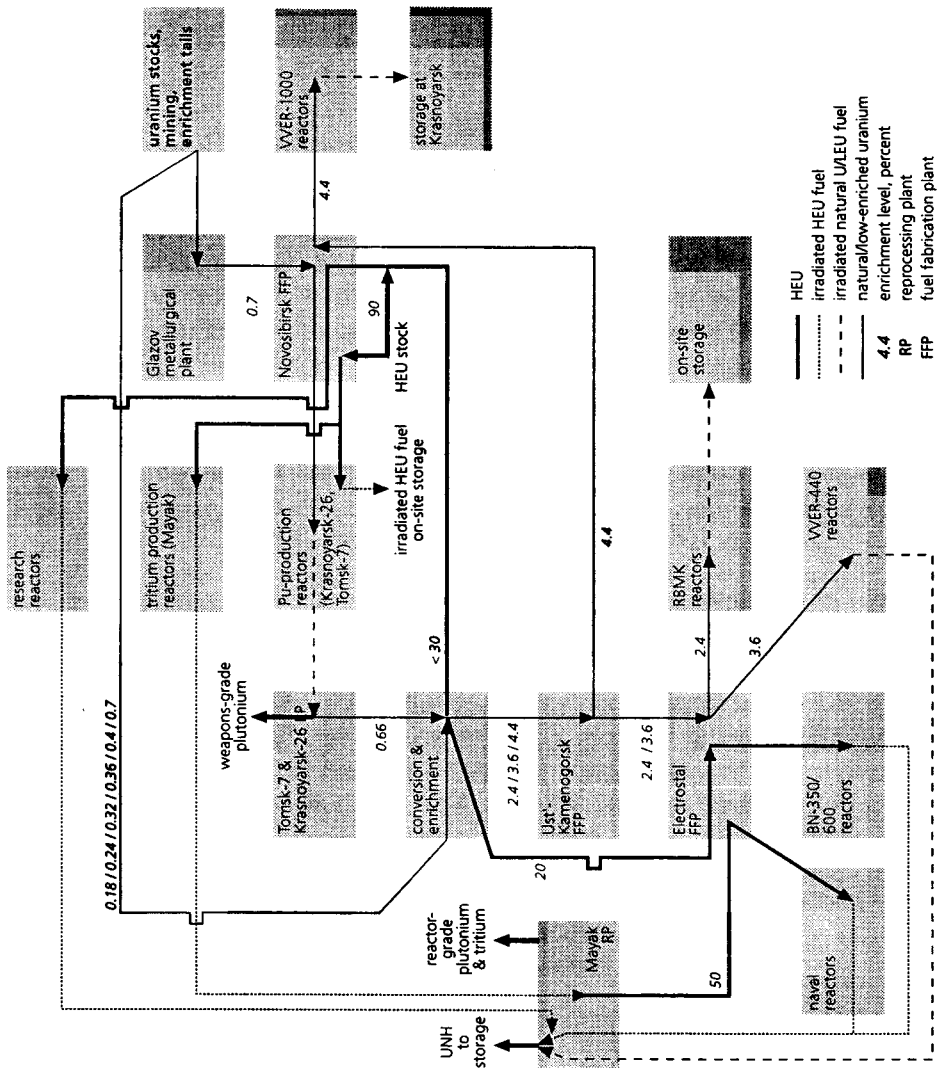 research
reactors
tritium production
reactors (Mayak)
0.18 / 0.24 / 0.32 / 0.36 / 0.4 / 0.7
weapons-grade
plutonium
Pu-production
reactors
(Krasnoyarsk-26,
Tomsk-7)
irradiated HEU fuel
on-site storage
HEU stock
90
Glazov
metallurgical
plant
0.7
Novosibirsk FFP
uranium stocks,
mining,
enrichment tails
VVER-1000
reactors
4.4
storage at
Krasnoyarsk
Tomsk-7 &
Krasnoyarsk-26 RP
0.66
conversion &
enrichment
< 30
2.4 / 3.6 / 4.4
Ust'-
Kamenogorsk
FFP
4.4
2.4 / 3.6
Electrostal
FFP
20
RBMK
reactors
2.4
3.6
on-site
storage
VVER-440
reactors
BN-350/
600
reactors
UNH
to
storage
reactor-
grade
plutonium
& tritium
Mayak
RP
50
naval
reactors
HEU
irradiated HEU fuel
irradiated natural U/LEU fuel
natural/low-enriched uranium
4.4 enrichment level, percent
RP reprocessing plant
FFP fuel fabrication plant